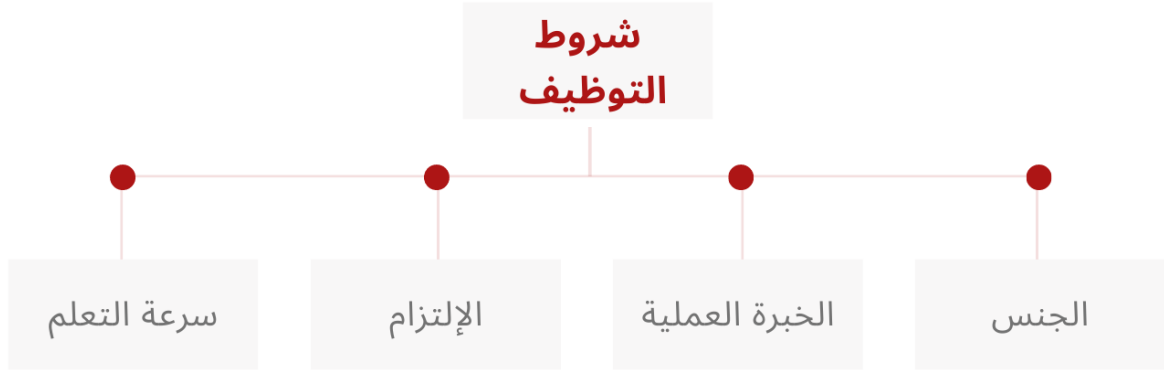 شروط
التوظيف
الجنس
الخبرة العملية
الإلتزام
سرعة التعلم